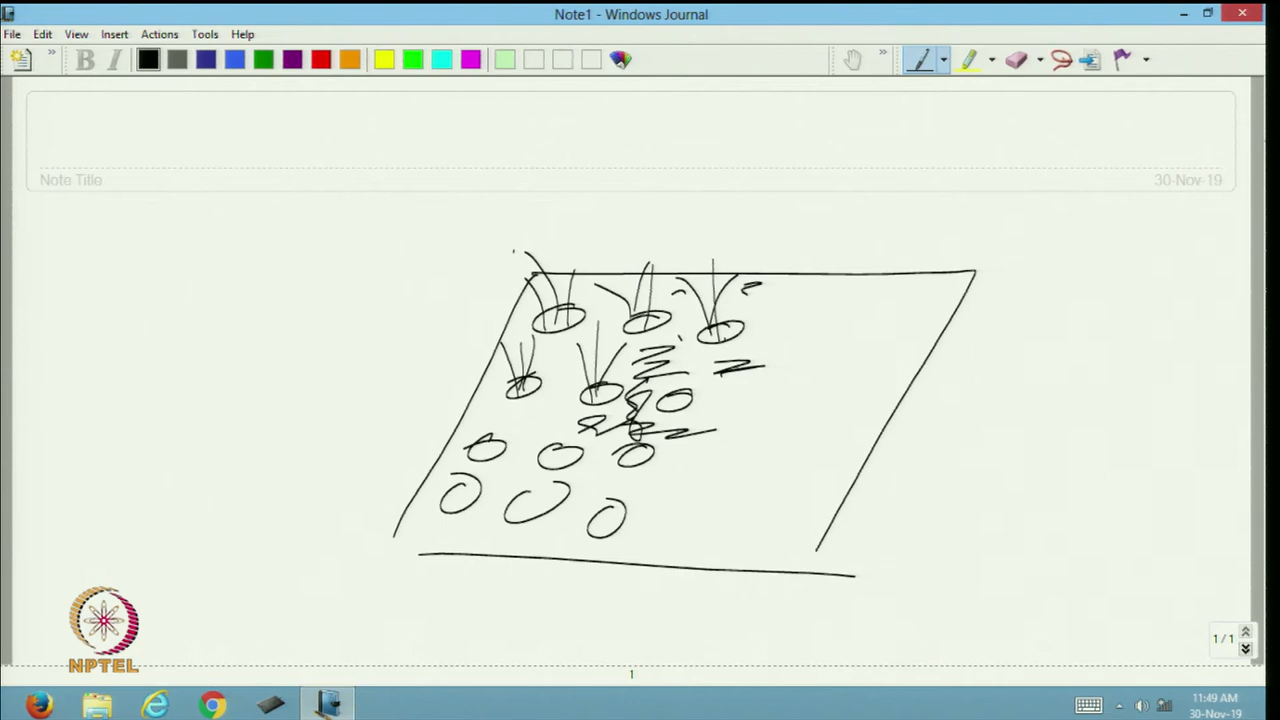 Note1 - Windows Journal
File Edit View Insert Actions Tools Help
B I
Note Title
30-Nov-19
NPTEL
1 / 1
1
11:49 AM
30-Nov-19